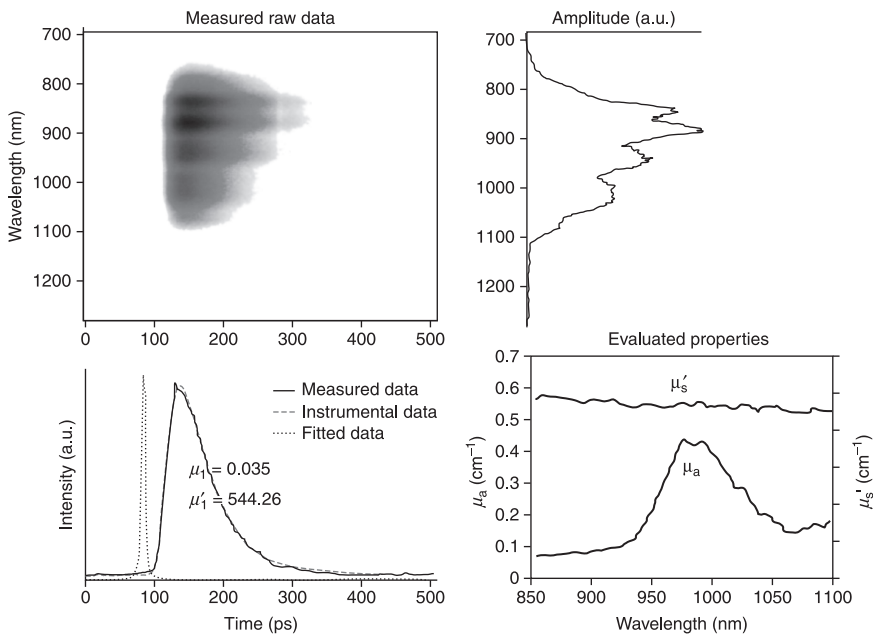 Measured raw data
Wavelength (nm)
700
800
900
1000
1100
1200
0 100 200 300 400 500
Amplitude (a.u.)
700
800
900
1000
1100
1200
Intensity (a.u.)
Measured data
Instrumental data
Fitted data
μ₁ = 0.035
μ′₁ = 544.26
0 100 200 300 400 500
Time (ps)
Evaluated properties
μₐ (cm⁻¹)
0.7
0.6
0.5
0.4
0.3
0.2
0.1
0
μ′ₛ
μₐ
μₛ' (cm⁻¹)
850 900 950 1000 1050 1100
Wavelength (nm)